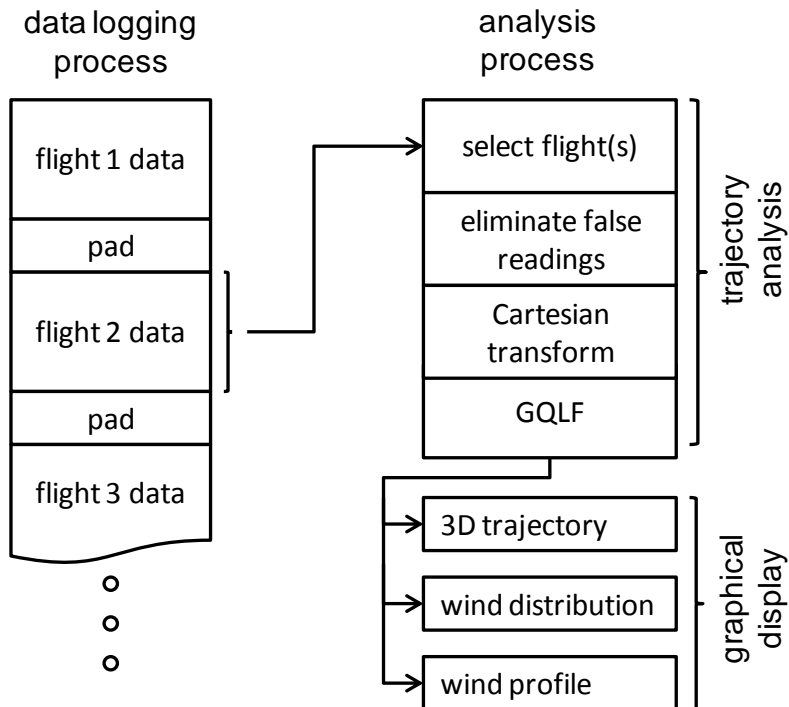 data logging
process
flight 1 data
pad
flight 2 data
pad
flight 3 data
analysis
process
select flight(s)
eliminate false
readings
Cartesian
transform
GQLF
trajectory
analysis
3D trajectory
wind distribution
wind profile
graphical
display